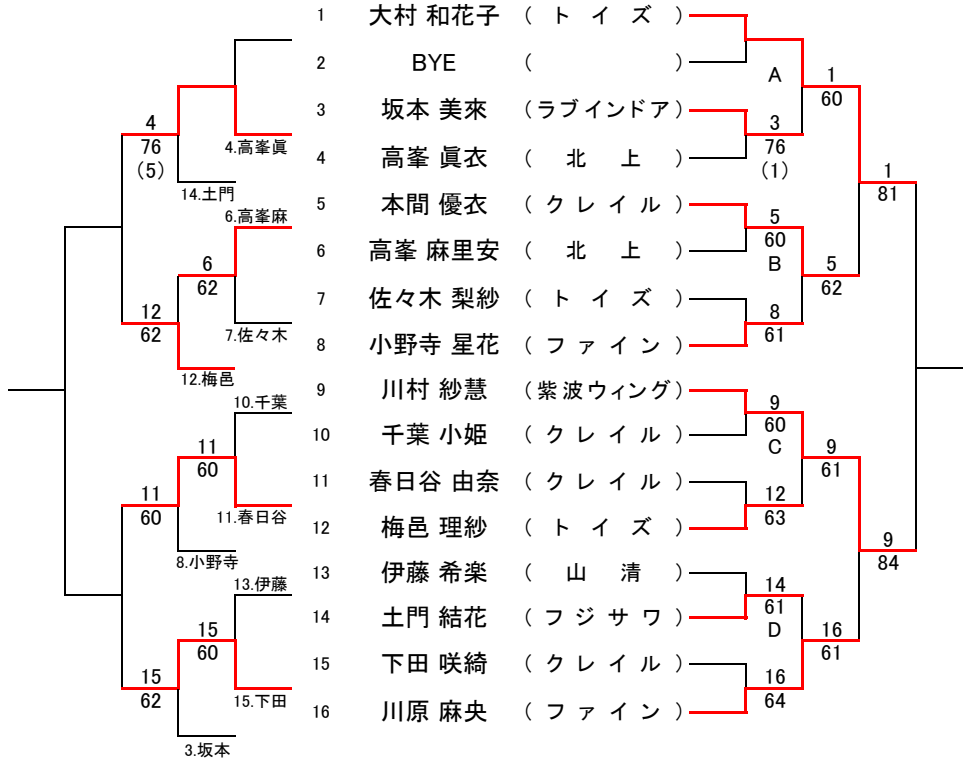 1 大村 和花子 ( ト イ ズ )
2 BYE ( )
3 坂本 美來 (ラブインドア)
4 高峯 眞衣 ( 北 上 )
5 本間 優衣 ( クレイル )
6 高峯 麻里安 ( 北 上 )
7 佐々木 梨紗 ( ト イ ズ )
8 小野寺 星花 ( ファイン )
9 川村 紗慧 (紫波ウィング)
10 千葉 小姫 ( クレイル )
11 春日谷 由奈 ( クレイル )
12 梅邑 理紗 ( ト イ ズ )
13 伊藤 希楽 ( 山 清 )
14 土門 結花 ( フジサワ )
15 下田 咲綺 ( クレイル )
16 川原 麻央 ( ファイン )
4
76
(5)
4.高峯眞
14.土門
6.高峯麻
6
62
12
62
7.佐々木
12.梅邑
10.千葉
11
60
11
60
11.春日谷
8.小野寺
13.伊藤
15
60
15
62
15.下田
3.坂本
A
3
76
(1)
1
60
5
60
B
8
61
5
62
1
81
9
60
C
12
63
9
61
14
61
D
16
64
16
61
9
84